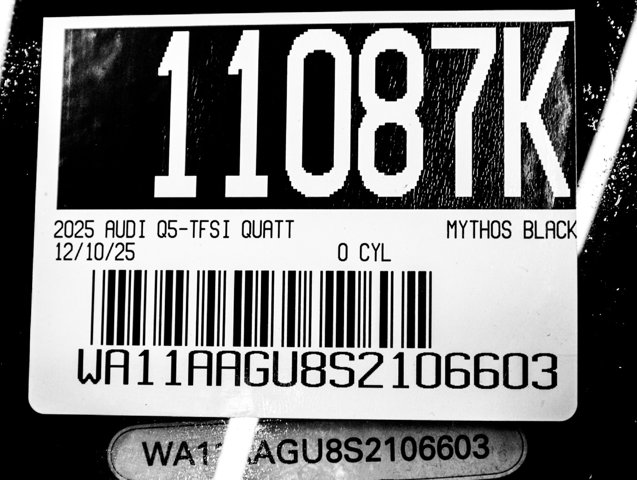 11087K
2025 AUDI Q5-TFSI QUATT MYTHOS BLACK
12/10/25 0 CYL
WA11AAGU8S2106603